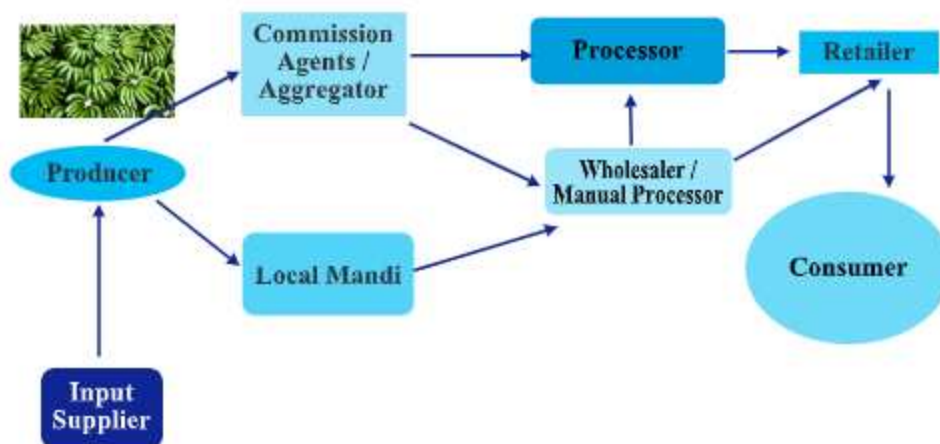 Commission
Agents /
Aggregator
Processor
Retailer
Producer
Wholesaler /
Manual Processor
Local Mandi
Consumer
Input
Supplier